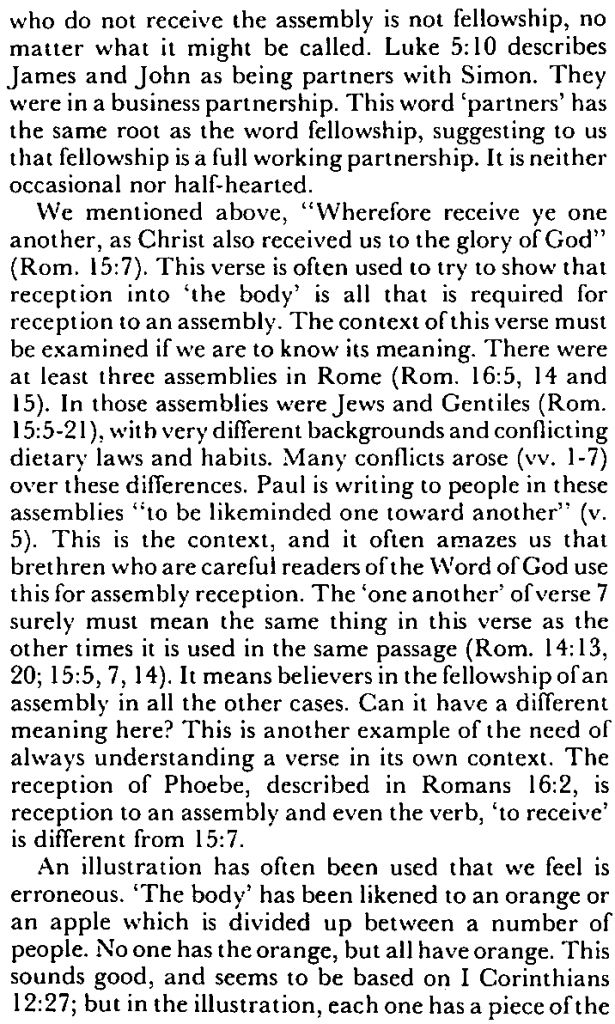 who do not receive the assembly is not fellowship, no
matter what it might be called. Luke 5:10 describes
James and John as being partners with Simon. They
were in a business partnership. This word ‘partners’ has
the same root as the word fellowship, suggesting to us
that fellowship is a full working partnership. It is neither
occasional nor half-hearted.
We mentioned above, “Wherefore receive ye one
another, as Christ also received us to the glory of God”
(Rom. 15:7). This verse is often used to try to show that
reception into ‘the body’ is all that is required for
reception to an assembly. The context of this verse must
be examined if we are to know its meaning. There were
at least three assemblies in Rome (Rom. 16:5, 14 and
15). In those assemblies were Jews and Gentiles (Rom.
15:5-21), with very different backgrounds and conflicting
dietary laws and habits. Many conflicts arose (vv. 1-7)
over these differences. Paul is writing to people in these
assemblies “to be likeminded one toward another” (v.
5). This is the context, and it often amazes us that
brethren who are careful readers of the Word of God use
this for assembly reception. The ‘one another’ of verse 7
surely must mean the same thing in this verse as the
other times it is used in the same passage (Rom. 14:13,
20; 15:5, 7, 14). It means believers in the fellowship of an
assembly in all the other cases. Can it have a different
meaning here? This is another example of the need of
always understanding a verse in its own context. The
reception of Phoebe, described in Romans 16:2, is
reception to an assembly and even the verb, ‘to receive’
is different from 15:7.
An illustration has often been used that we feel is
erroneous. ‘The body’ has been likened to an orange or
an apple which is divided up between a number of
people. No one has the orange, but all have orange. This
sounds good, and seems to be based on I Corinthians
12:27; but in the illustration, each one has a piece of the